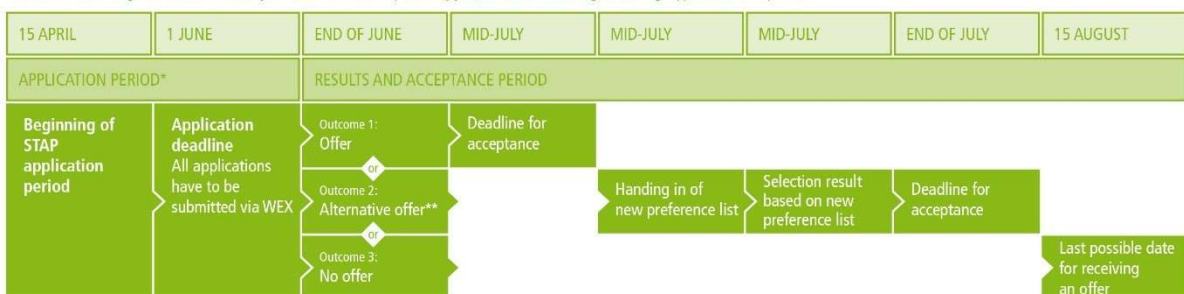 15 APRIL
1 JUNE
END OF JUNE
MID-JULY
MID-JULY
MID-JULY
END OF JULY
15 AUGUST
APPLICATION PERIOD*
RESULTS AND ACCEPTANCE PERIOD
Beginning of
STAP
application
period
Application
deadline
All applications
have to be
submitted via WEX
Outcome 1:
Offer
or
Outcome 2:
Alternative offer**
or
Outcome 3:
No offer
Deadline for
acceptance
Handing in of
new preference list
Selection result
based on new
preference list
Deadline for
acceptance
Last possible date
for receiving
an offer